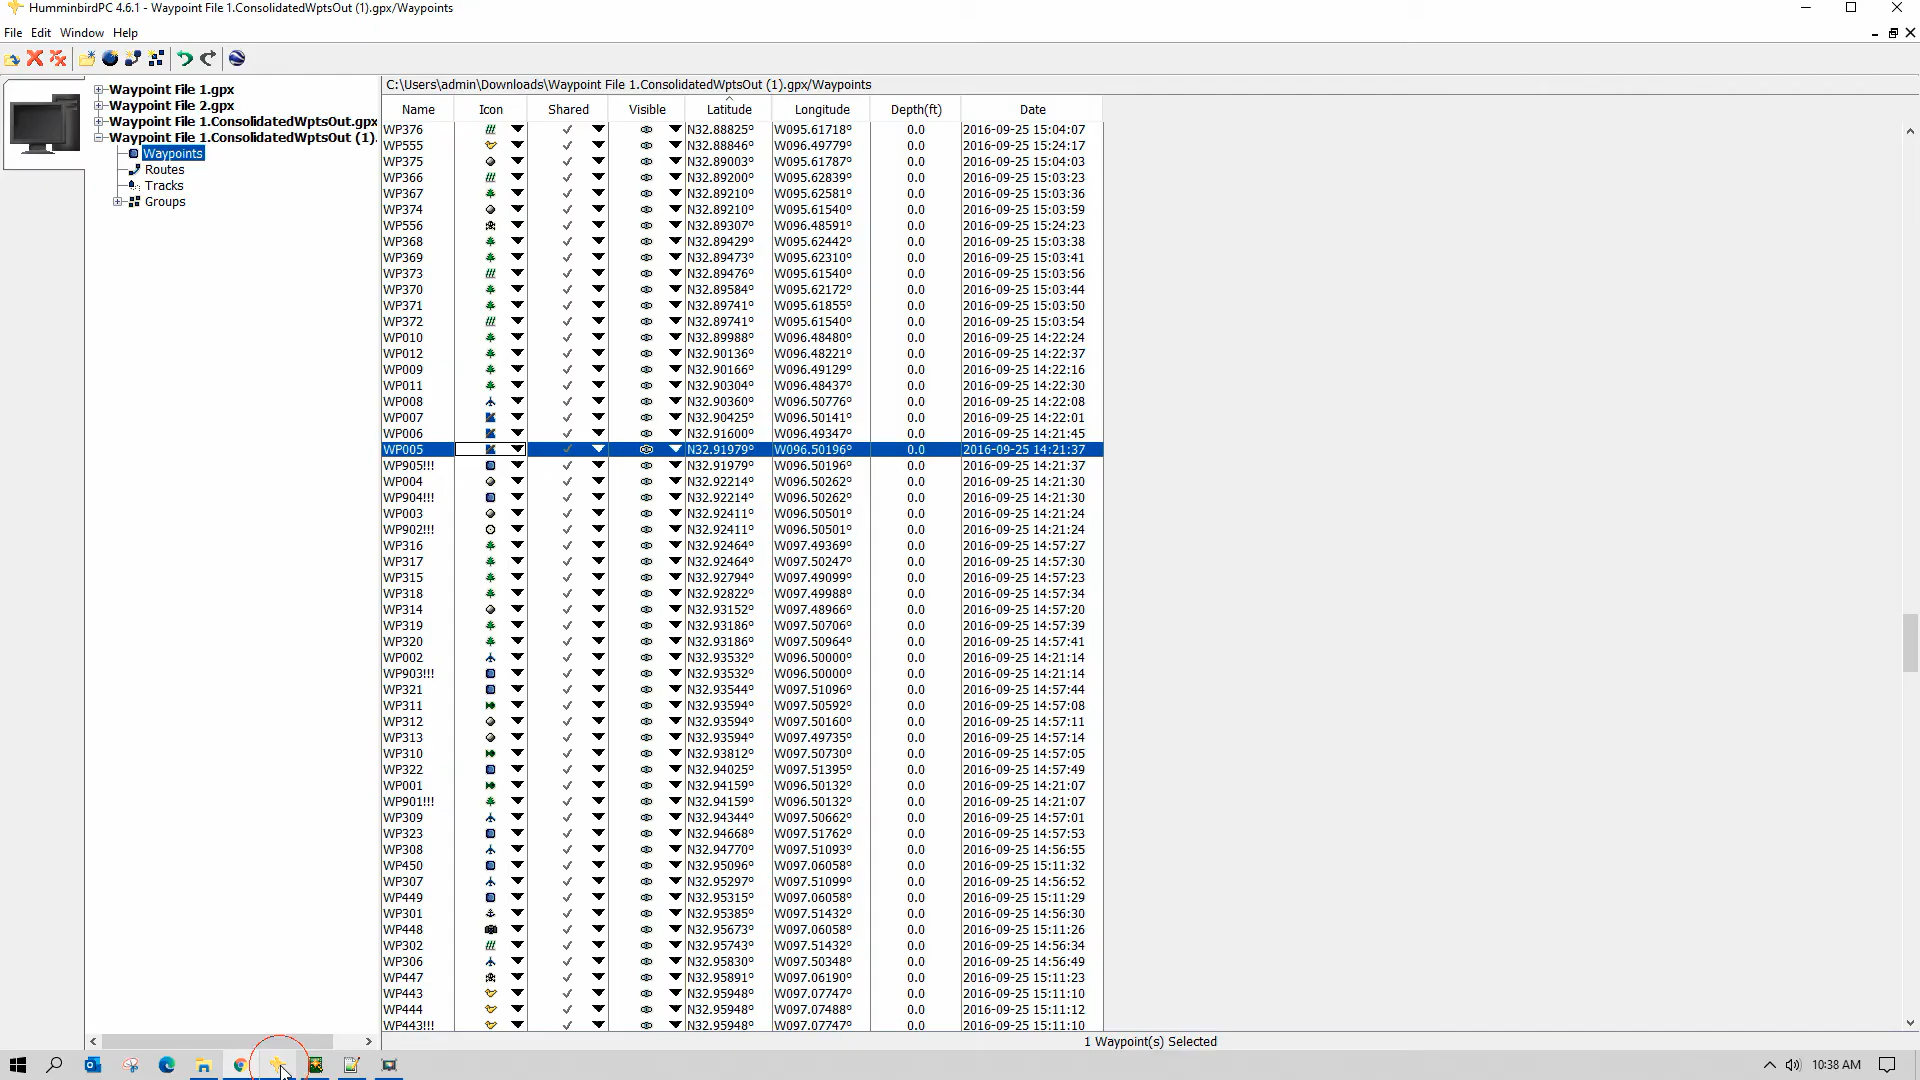 HumminbirdPC 4.6.1 - Waypoint File 1.ConsolidatedWptsOut (1).gpx/Waypoints
File Edit Window Help
Waypoint File 1.gpx
Waypoint File 2.gpx
Waypoint File 1.ConsolidatedWptsOut.gpx
Waypoint File 1.ConsolidatedWptsOut (1).
Waypoints
Routes
Tracks
Groups
C:\Users\admin\Downloads\Waypoint File 1.ConsolidatedWptsOut (1).gpx/Waypoints
Name Icon Shared Visible Latitude Longitude Depth(ft) Date
WP376 N32.88825° W095.61718° 0.0 2016-09-25 15:04:07
WP555 N32.88846° W096.49779° 0.0 2016-09-25 15:24:17
WP375 N32.89003° W095.61787° 0.0 2016-09-25 15:04:03
WP366 N32.89200° W095.62839° 0.0 2016-09-25 15:03:23
WP367 N32.89210° W095.62581° 0.0 2016-09-25 15:03:36
WP374 N32.89210° W095.61540° 0.0 2016-09-25 15:03:59
WP556 N32.89307° W096.48591° 0.0 2016-09-25 15:24:23
WP368 N32.89429° W095.62442° 0.0 2016-09-25 15:03:38
WP369 N32.89473° W095.62310° 0.0 2016-09-25 15:03:41
WP373 N32.89476° W095.61540° 0.0 2016-09-25 15:03:56
WP370 N32.89584° W095.62172° 0.0 2016-09-25 15:03:44
WP371 N32.89741° W095.61855° 0.0 2016-09-25 15:03:50
WP372 N32.89741° W095.61540° 0.0 2016-09-25 15:03:54
WP010 N32.89988° W096.48480° 0.0 2016-09-25 14:22:24
WP012 N32.90136° W096.48221° 0.0 2016-09-25 14:22:37
WP009 N32.90166° W096.49129° 0.0 2016-09-25 14:22:16
WP011 N32.90304° W096.48437° 0.0 2016-09-25 14:22:30
WP008 N32.90360° W096.50776° 0.0 2016-09-25 14:22:08
WP007 N32.90425° W096.50141° 0.0 2016-09-25 14:22:01
WP006 N32.91600° W096.49347° 0.0 2016-09-25 14:21:45
WP005 N32.91979° W096.50196° 0.0 2016-09-25 14:21:37
WP905!!! N32.91979° W096.50196° 0.0 2016-09-25 14:21:37
WP004 N32.92214° W096.50262° 0.0 2016-09-25 14:21:30
WP904!!! N32.92214° W096.50262° 0.0 2016-09-25 14:21:30
WP003 N32.92411° W096.50501° 0.0 2016-09-25 14:21:24
WP902!!! N32.92411° W096.50501° 0.0 2016-09-25 14:21:24
WP316 N32.92464° W097.49369° 0.0 2016-09-25 14:57:27
WP317 N32.92464° W097.50247° 0.0 2016-09-25 14:57:30
WP315 N32.92794° W097.49099° 0.0 2016-09-25 14:57:23
WP318 N32.92822° W097.49988° 0.0 2016-09-25 14:57:34
WP314 N32.93152° W097.48966° 0.0 2016-09-25 14:57:20
WP319 N32.93186° W097.50706° 0.0 2016-09-25 14:57:39
WP320 N32.93186° W097.50964° 0.0 2016-09-25 14:57:41
WP002 N32.93532° W096.50000° 0.0 2016-09-25 14:21:14
WP903!!! N32.93532° W096.50000° 0.0 2016-09-25 14:21:14
WP321 N32.93544° W097.51096° 0.0 2016-09-25 14:57:44
WP311 N32.93594° W097.50592° 0.0 2016-09-25 14:57:08
WP312 N32.93594° W097.50160° 0.0 2016-09-25 14:57:11
WP313 N32.93594° W097.49735° 0.0 2016-09-25 14:57:14
WP310 N32.93812° W097.50730° 0.0 2016-09-25 14:57:05
WP322 N32.94025° W097.51395° 0.0 2016-09-25 14:57:49
WP001 N32.94159° W096.50132° 0.0 2016-09-25 14:21:07
WP901!!! N32.94159° W096.50132° 0.0 2016-09-25 14:21:07
WP309 N32.94344° W097.50662° 0.0 2016-09-25 14:57:01
WP323 N32.94668° W097.51762° 0.0 2016-09-25 14:57:53
WP308 N32.94770° W097.51093° 0.0 2016-09-25 14:56:55
WP450 N32.95096° W097.06058° 0.0 2016-09-25 15:11:32
WP307 N32.95297° W097.51099° 0.0 2016-09-25 14:56:52
WP449 N32.95315° W097.06058° 0.0 2016-09-25 15:11:29
WP301 N32.95385° W097.51432° 0.0 2016-09-25 14:56:30
WP448 N32.95673° W097.06058° 0.0 2016-09-25 15:11:26
WP302 N32.95743° W097.51432° 0.0 2016-09-25 14:56:34
WP306 N32.95830° W097.50348° 0.0 2016-09-25 14:56:49
WP447 N32.95891° W097.06190° 0.0 2016-09-25 15:11:23
WP443 N32.95948° W097.07747° 0.0 2016-09-25 15:11:10
WP444 N32.95948° W097.07488° 0.0 2016-09-25 15:11:12
WP443!!! N32.95948° W097.07747° 0.0 2016-09-25 15:11:10
1 Waypoint(s) Selected
10:38 AM